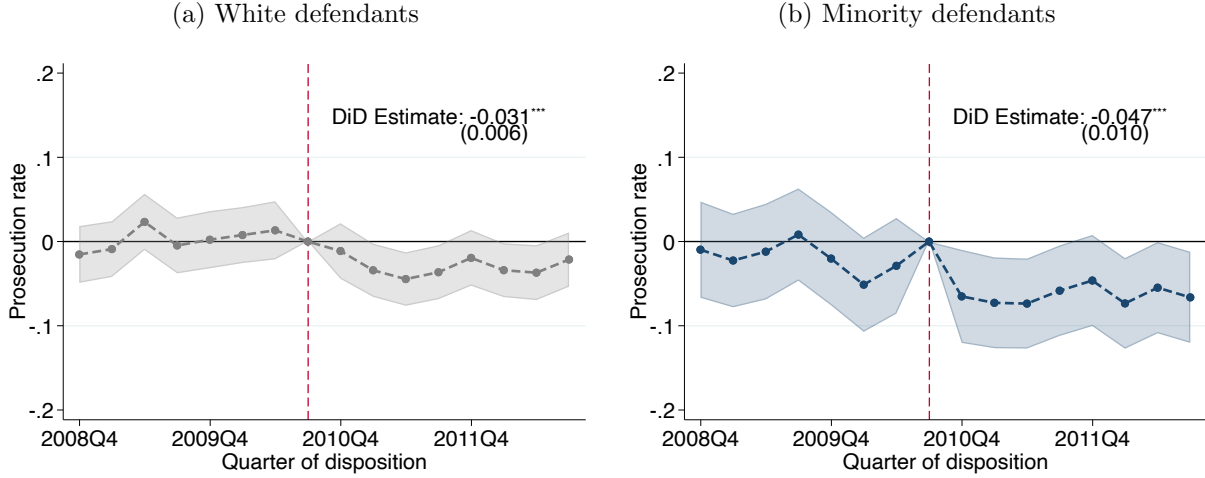 (a) White defendants
.2
.1
0
-.1
-.2
Prosecution rate
DiD Estimate: -0.031***
(0.006)
2008Q4 2009Q4 2010Q4 2011Q4
Quarter of disposition
(b) Minority defendants
.2
.1
0
-.1
-.2
Prosecution rate
DiD Estimate: -0.047***
(0.010)
2008Q4 2009Q4 2010Q4 2011Q4
Quarter of disposition